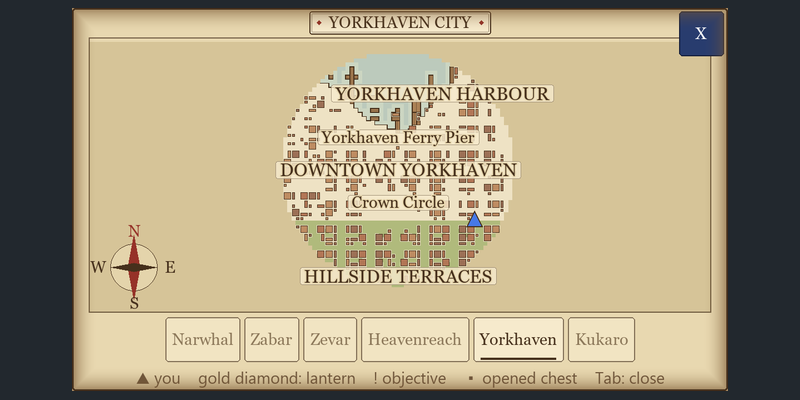 YORKHAVEN CITY
X
YORKHAVEN HARBOUR
Yorkhaven Ferry Pier
DOWNTOWN YORKHAVEN
Crown Circle
N
W E
S
HILLSIDE TERRACES
Narwhal Zabar Zevar Heavenreach Yorkhaven Kukaro
▲ you gold diamond: lantern ! objective ▪ opened chest Tab: close